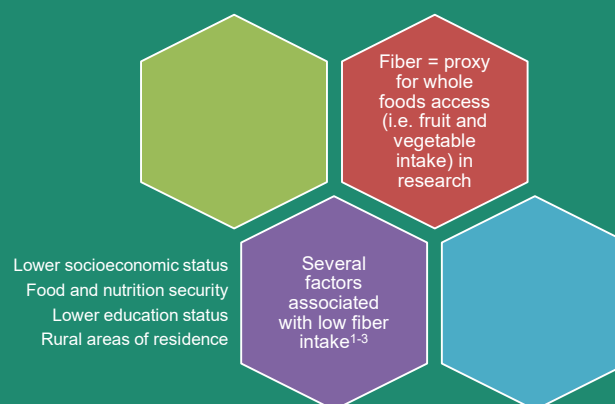 Fiber = proxy
for whole
foods access
(i.e. fruit and
vegetable
intake) in
research
Lower socioeconomic status
Food and nutrition security
Lower education status
Rural areas of residence
Several
factors
associated
with low fiber
intake¹⁻³